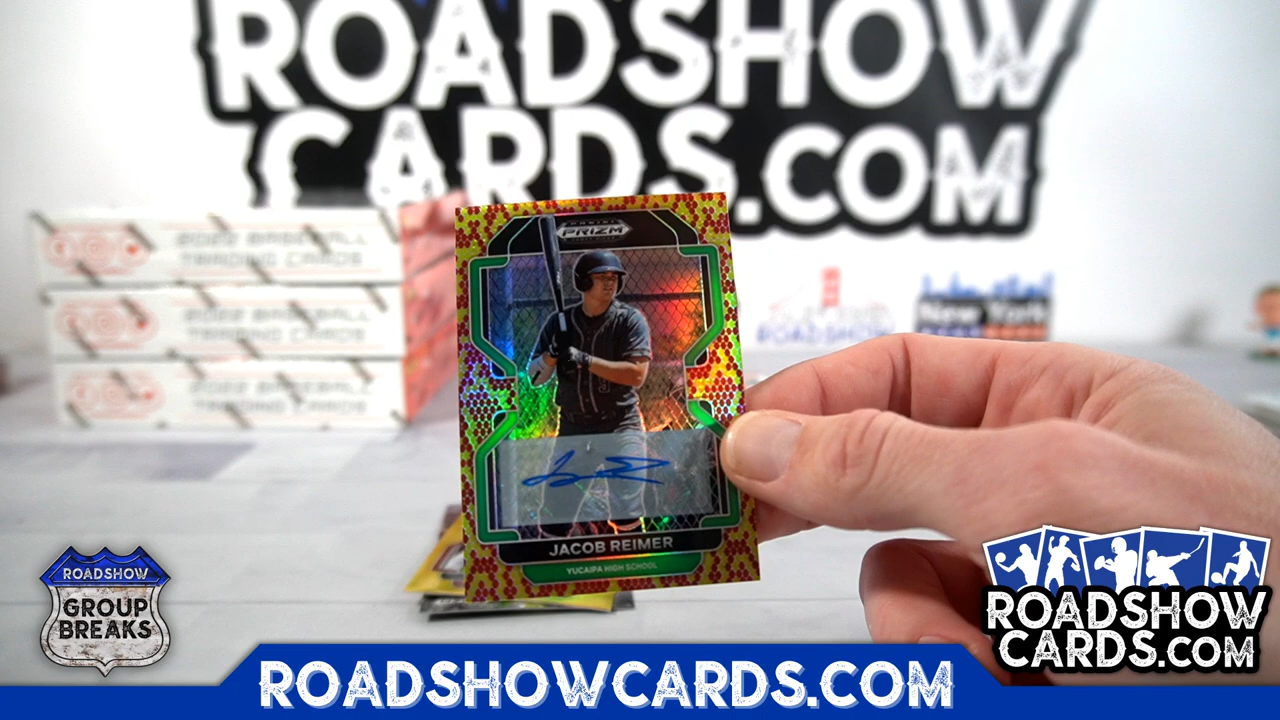 ROADSHOW
CARDS.COM
2022 BASEBALL
TRADING CARDS
2022 BASEBALL
TRADING CARDS
2022 BASEBALL
TRADING CARDS
ROADSHOW
New York
PANINI
PRIZM
JACOB REIMER
YUCAIPA HIGH SCHOOL
ROADSHOW
GROUP
BREAKS
ROADSHOW
CARDS.COM
ROADSHOWCARDS.COM